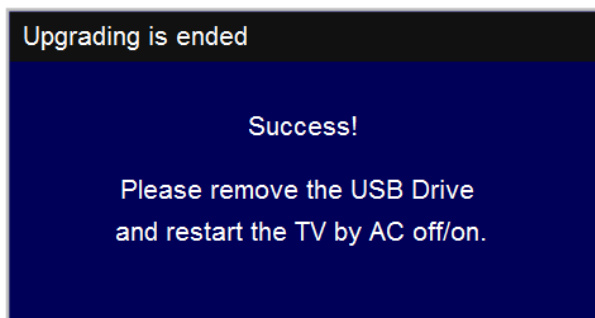 Upgrading is ended
Success!
Please remove the USB Drive
and restart the TV by AC off/on.